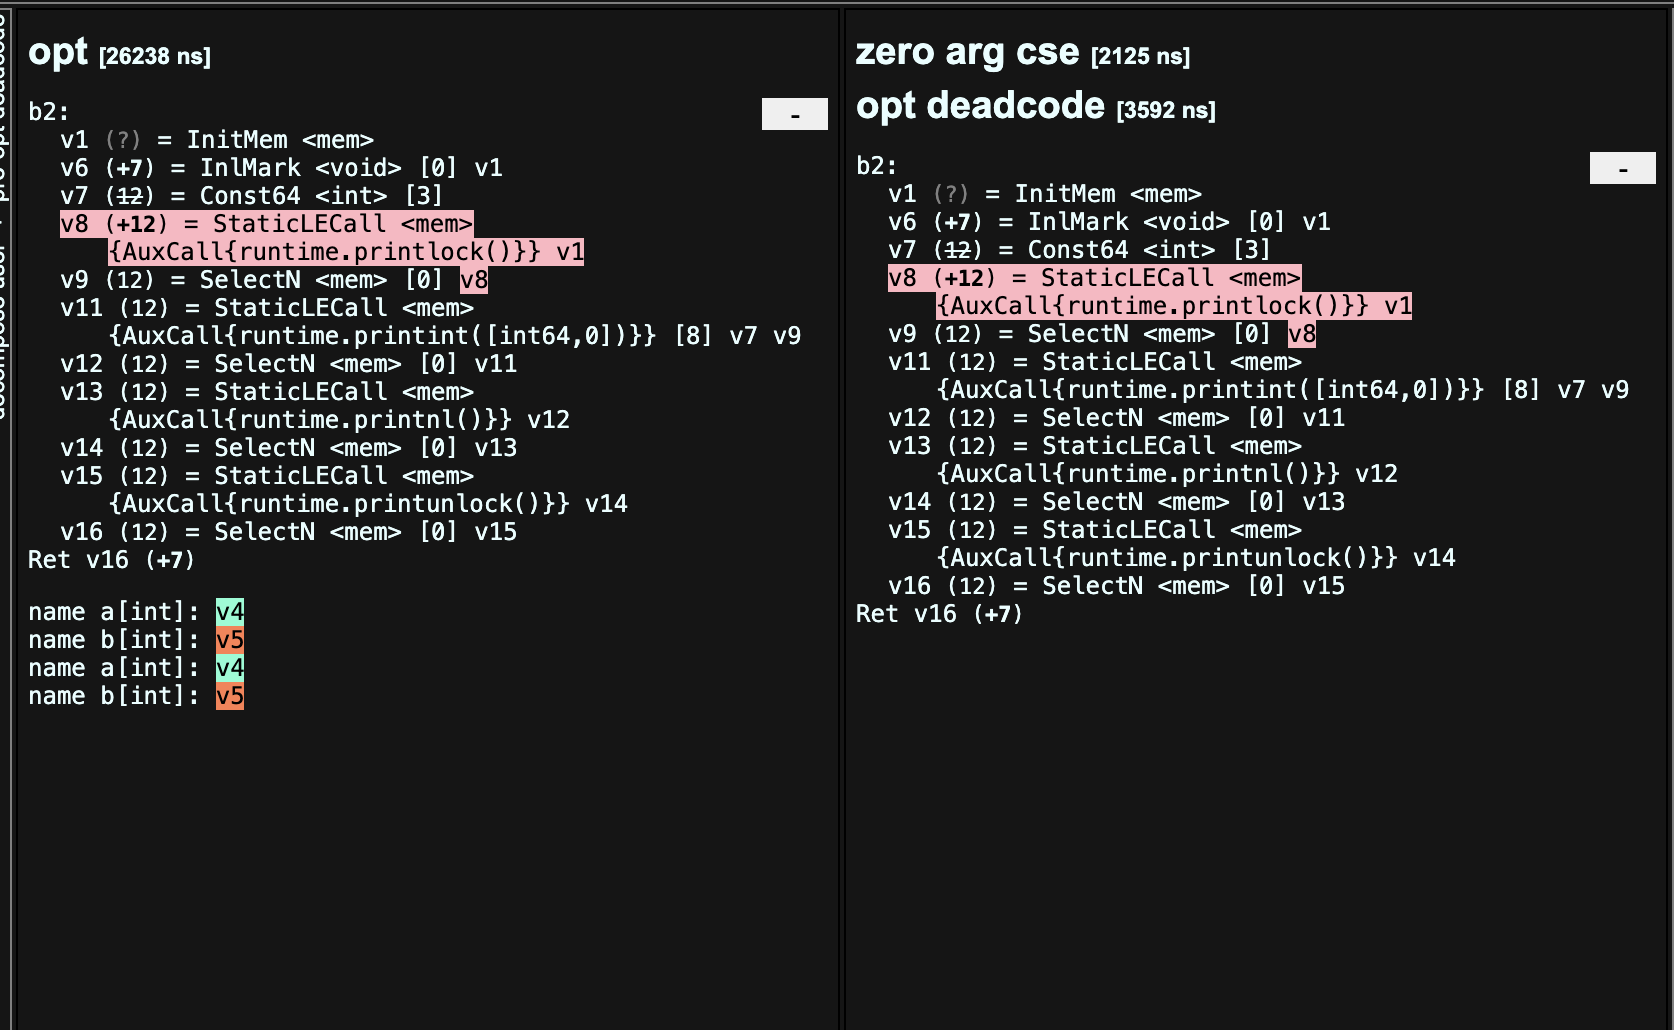 opt [26238 ns]
b2:
-
v1 (?) = InitMem <mem>
v6 (+7) = InlMark <void> [0] v1
v7 (12) = Const64 <int> [3]
v8 (+12) = StaticLECall <mem>
{AuxCall{runtime.printlock()}} v1
v9 (12) = SelectN <mem> [0] v8
v11 (12) = StaticLECall <mem>
{AuxCall{runtime.printint([int64,0])}} [8] v7 v9
v12 (12) = SelectN <mem> [0] v11
v13 (12) = StaticLECall <mem>
{AuxCall{runtime.printnl()}} v12
v14 (12) = SelectN <mem> [0] v13
v15 (12) = StaticLECall <mem>
{AuxCall{runtime.printunlock()}} v14
v16 (12) = SelectN <mem> [0] v15
Ret v16 (+7)
name a[int]: v4
name b[int]: v5
name a[int]: v4
name b[int]: v5
zero arg cse [2125 ns]
opt deadcode [3592 ns]
b2:
-
v1 (?) = InitMem <mem>
v6 (+7) = InlMark <void> [0] v1
v7 (12) = Const64 <int> [3]
v8 (+12) = StaticLECall <mem>
{AuxCall{runtime.printlock()}} v1
v9 (12) = SelectN <mem> [0] v8
v11 (12) = StaticLECall <mem>
{AuxCall{runtime.printint([int64,0])}} [8] v7 v9
v12 (12) = SelectN <mem> [0] v11
v13 (12) = StaticLECall <mem>
{AuxCall{runtime.printnl()}} v12
v14 (12) = SelectN <mem> [0] v13
v15 (12) = StaticLECall <mem>
{AuxCall{runtime.printunlock()}} v14
v16 (12) = SelectN <mem> [0] v15
Ret v16 (+7)